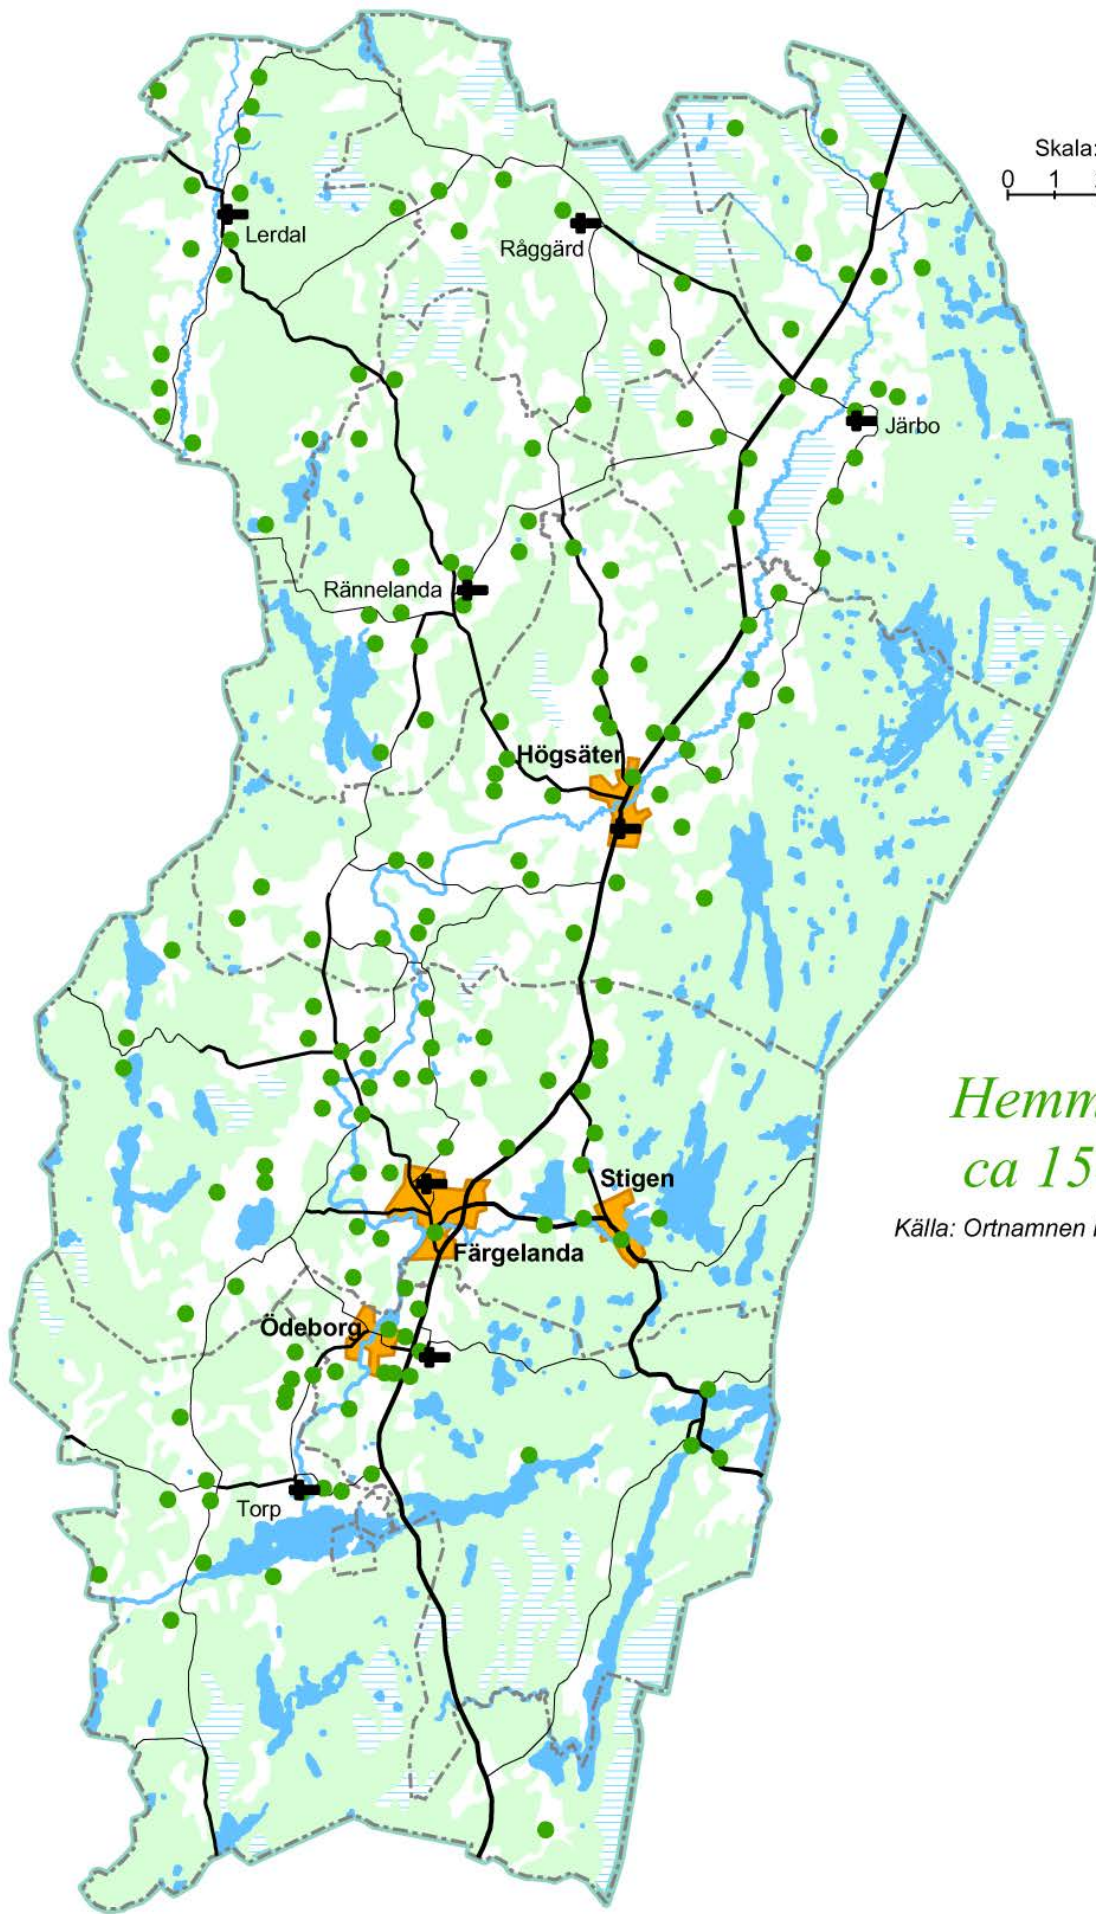 Skala:
0 1
Lerdal
Råggärd
Järbo
Rännelanda
Högsäter
Hemm
ca 15
Stigen
Källa: Ortnamnen
Färgelanda
Ödeborg
Torp